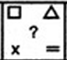 □ △
?
x =